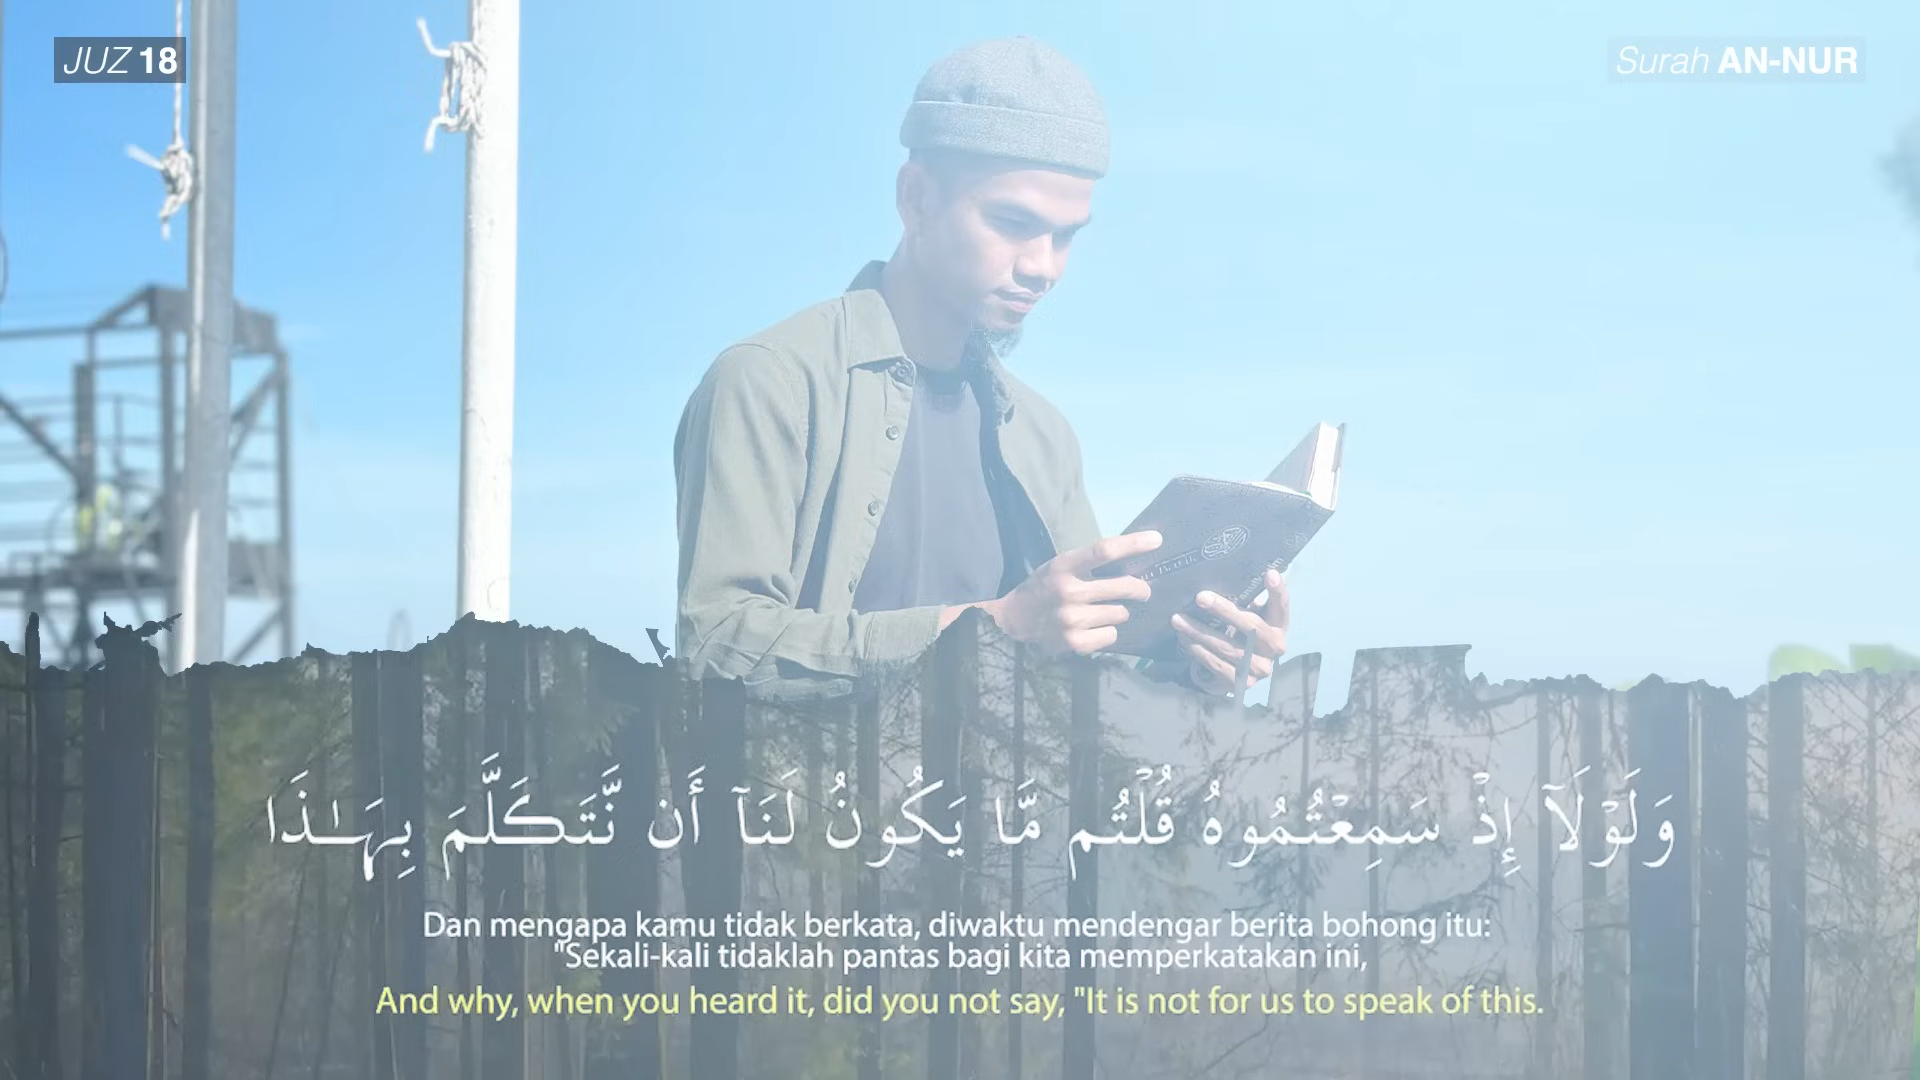 JUZ 18
Surah AN-NUR
وَلَوْلَآ إِذْ سَمِعْتُمُوهُ قُلْتُم مَّا يَكُونُ لَنَآ أَن نَّتَكَلَّمَ بِهَـٰذَا
Dan mengapa kamu tidak berkata, diwaktu mendengar berita bohong itu:
"Sekali-kali tidaklah pantas bagi kita memperkatakan ini,
And why, when you heard it, did you not say, "It is not for us to speak of this.